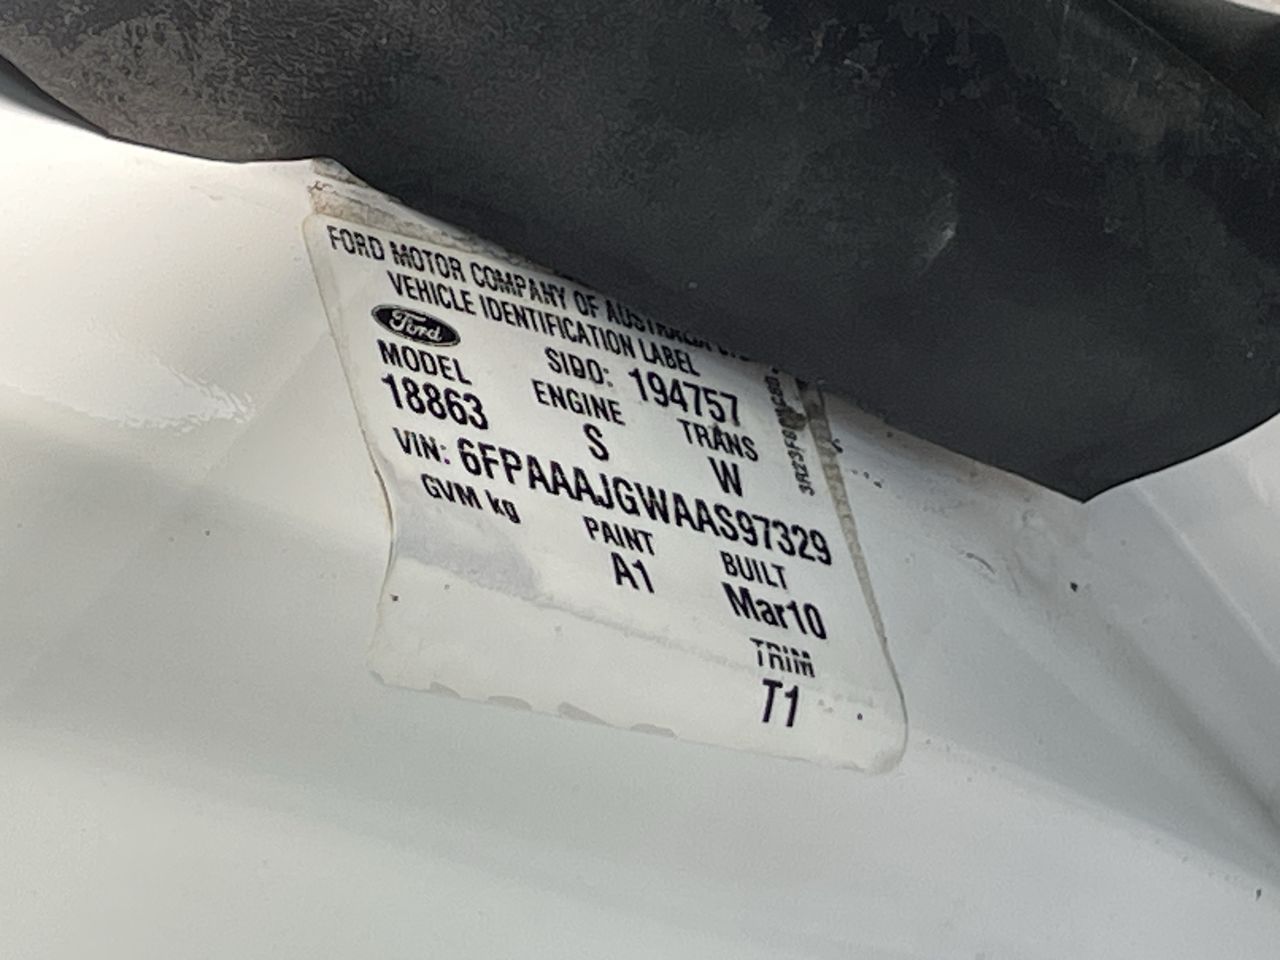 FORD MOTOR COMPANY OF AUSTRALIA
VEHICLE IDENTIFICATION LABEL
Ford
MODEL SIDO: 194757
18863 ENGINE TRANS
S W
VIN: 6FPAAAJGWAAS97329
GVM kg PAINT BUILT
A1 Mar10
TRIM
T1